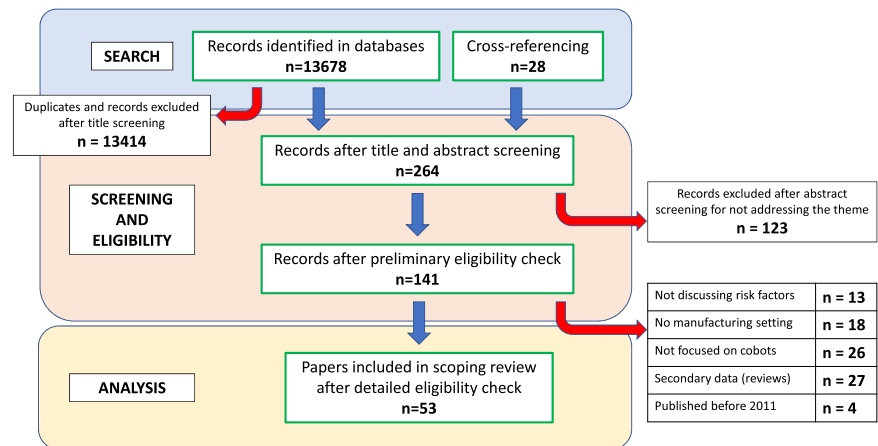 SEARCH
Records identified in databases
n=13678
Cross-referencing
n=28
Duplicates and records excluded
after title screening
n = 13414
Records after title and abstract screening
n=264
SCREENING
AND
ELIGIBILITY
Records excluded after abstract
screening for not addressing the theme
n = 123
Records after preliminary eligibility check
n=141
Not discussing risk factors n = 13
No manufacturing setting n = 18
Not focused on cobots n = 26
Secondary data (reviews) n = 27
Published before 2011 n = 4
ANALYSIS
Papers included in scoping review
after detailed eligibility check
n=53